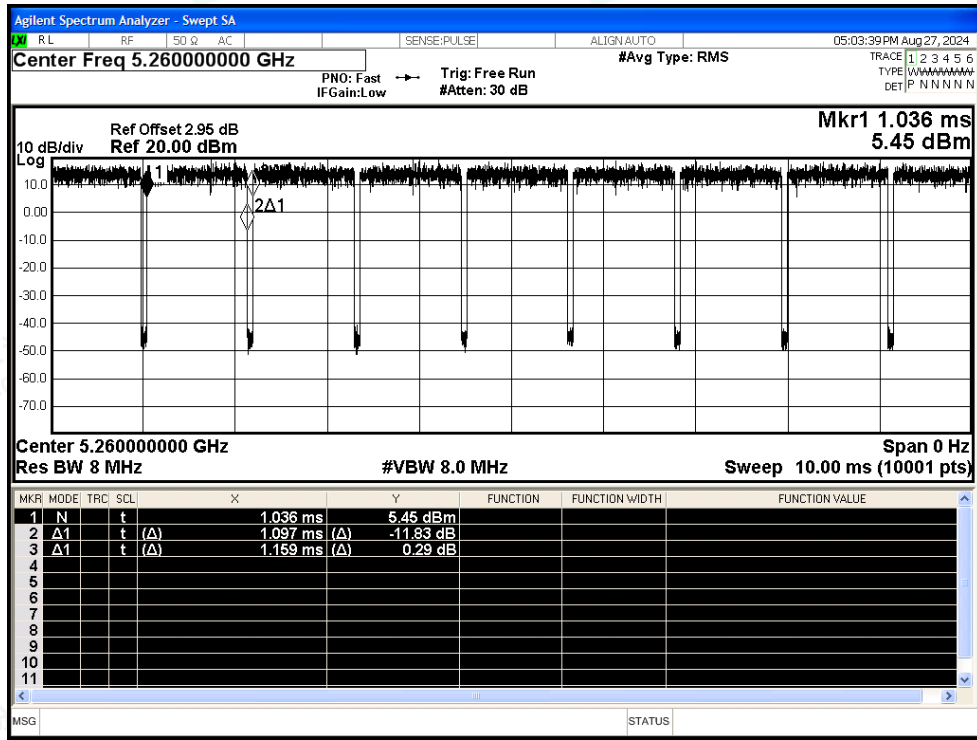 Agilent Spectrum Analyzer - Swept SA
LXI RL RF 50 Ω AC SENSE:PULSE ALIGN AUTO 05:03:39 PM Aug 27, 2024
Center Freq 5.260000000 GHz #Avg Type: RMS TRACE 1 2 3 4 5 6
PNO: Fast Trig: Free Run TYPE WWWWWW
IFGain:Low #Atten: 30 dB DET P N N N N N
Mkr1 1.036 ms
Ref Offset 2.95 dB
10 dB/div Ref 20.00 dBm 5.45 dBm
Log
1
10.0
0.00
2Δ1
-10.0
-20.0
-30.0
-40.0
-50.0
-60.0
-70.0
Center 5.260000000 GHz Span 0 Hz
Res BW 8 MHz #VBW 8.0 MHz Sweep 10.00 ms (10001 pts)
MKR MODE TRC SCL X Y FUNCTION FUNCTION WIDTH FUNCTION VALUE
1 N t 1.036 ms 5.45 dBm
2 Δ1 t (Δ) 1.097 ms (Δ) -11.83 dB
3 Δ1 t (Δ) 1.159 ms (Δ) 0.29 dB
4
5
6
7
8
9
10
11
MSG STATUS